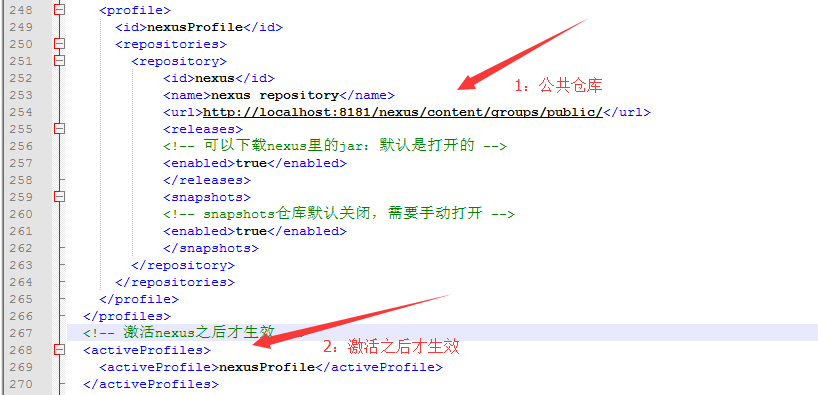 248 <profile>
249 <id>nexusProfile</id>
250 <repositories>
251 <repository>
252 <id>nexus</id>
253 <name>nexus repository</name>
1: 公共仓库
254 <url>http://localhost:8181/nexus/content/groups/public/</url>
255 <releases>
256 <!-- 可以下载nexus里的jar: 默认是打开的 -->
257 <enabled>true</enabled>
258 </releases>
259 <snapshots>
260 <!-- snapshots仓库默认关闭, 需要手动打开 -->
261 <enabled>true</enabled>
262 </snapshots>
263 </repository>
264 </repositories>
265 </profile>
266 </profiles>
267 <!-- 激活nexus之后才生效
268 <activeProfiles>
2: 激活之后才生效
269 <activeProfile>nexusProfile</activeProfile>
270 </activeProfiles>